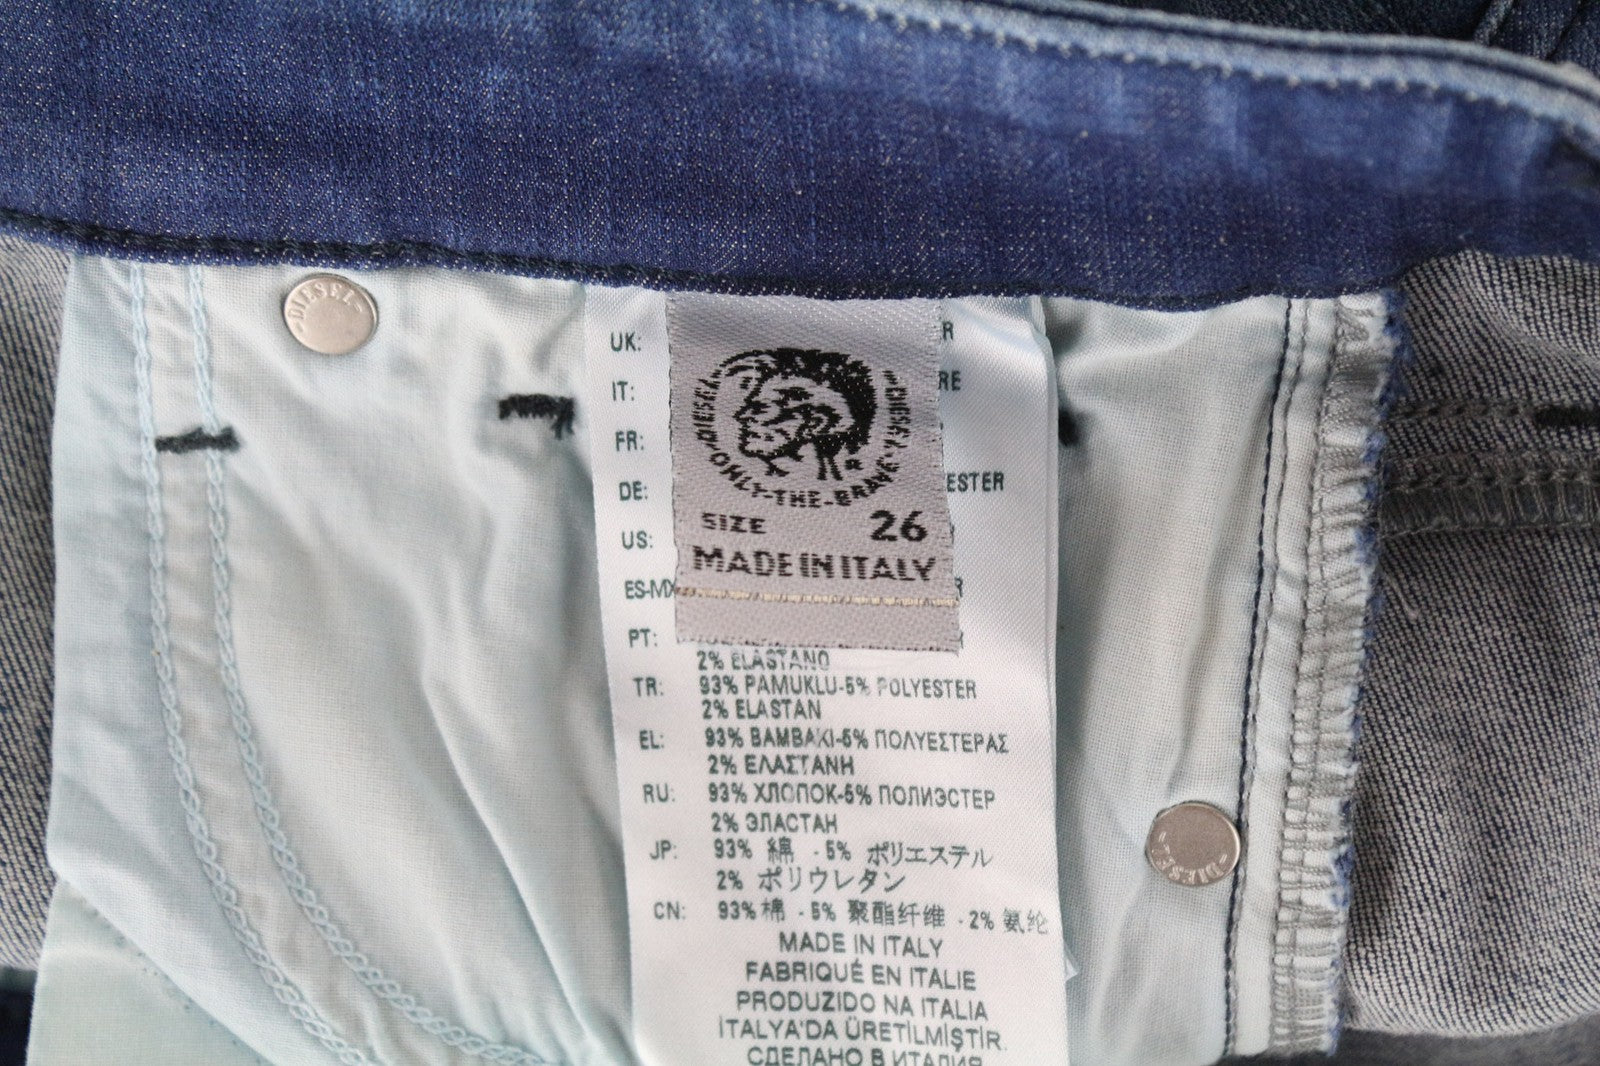 DIESEL
UK:
R
IT:
RE
FR:
DE:
ESTER
US:
ES-MX
R
PT:
DIESEL
DIESEL
ONLY-THE-BRAVE
R
SIZE 26
MADE IN ITALY
2% ELASTANO
TR: 93% PAMUKLU-5% POLYESTER
2% ELASTAN
EL: 93% ΒΑΜΒΑΚΙ-5% ΠΟΛΥΕΣΤΕΡΑΣ
2% ΕΛΑΣΤΑΝΗ
RU: 93% ХЛОПОК-5% ПОЛИЭСТЕР
2% ЭЛАСТАН
JP: 93% 綿 -5% ポリエステル
2% ポリウレタン
CN: 93%棉 -5% 聚酯纤维 -2% 氨纶
MADE IN ITALY
FABRIQUÉ EN ITALIE
PRODUZIDO NA ITALIA
İTALYA'DA ÜRETİLMİŞTİR.
СДЕЛАНО В ИТАЛИЯ
DIESEL